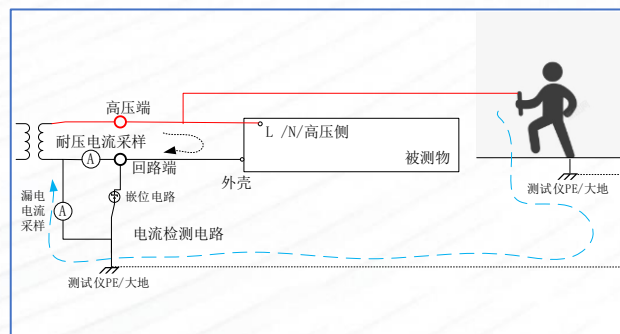 高压端
L /N/高压侧
耐压电流采样
A
回路端
被测物
外壳
测试仪PE/大地
漏电
电流
采样
A
嵌位电路
电流检测电路
测试仪PE/大地